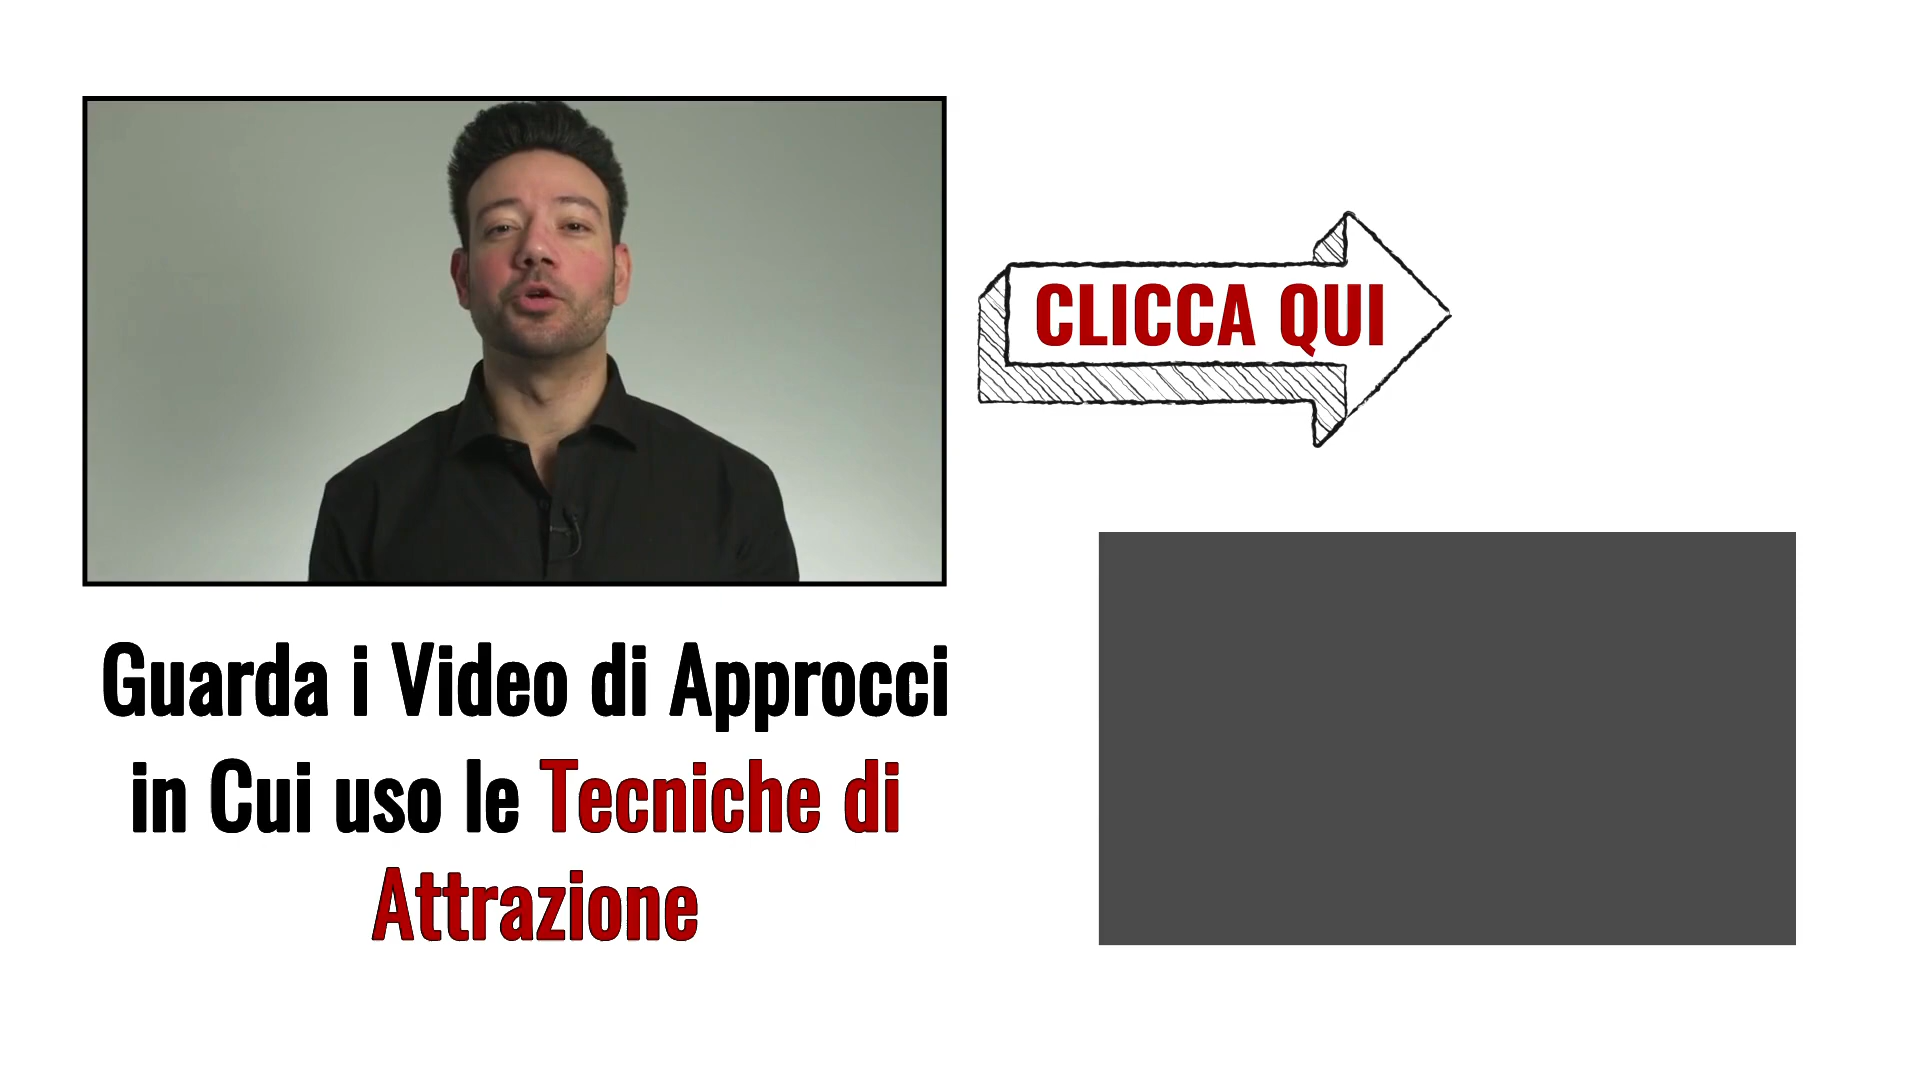 CLICCA QUI
Guarda i Video di Approcci
in Cui uso le Tecniche di
Attrazione